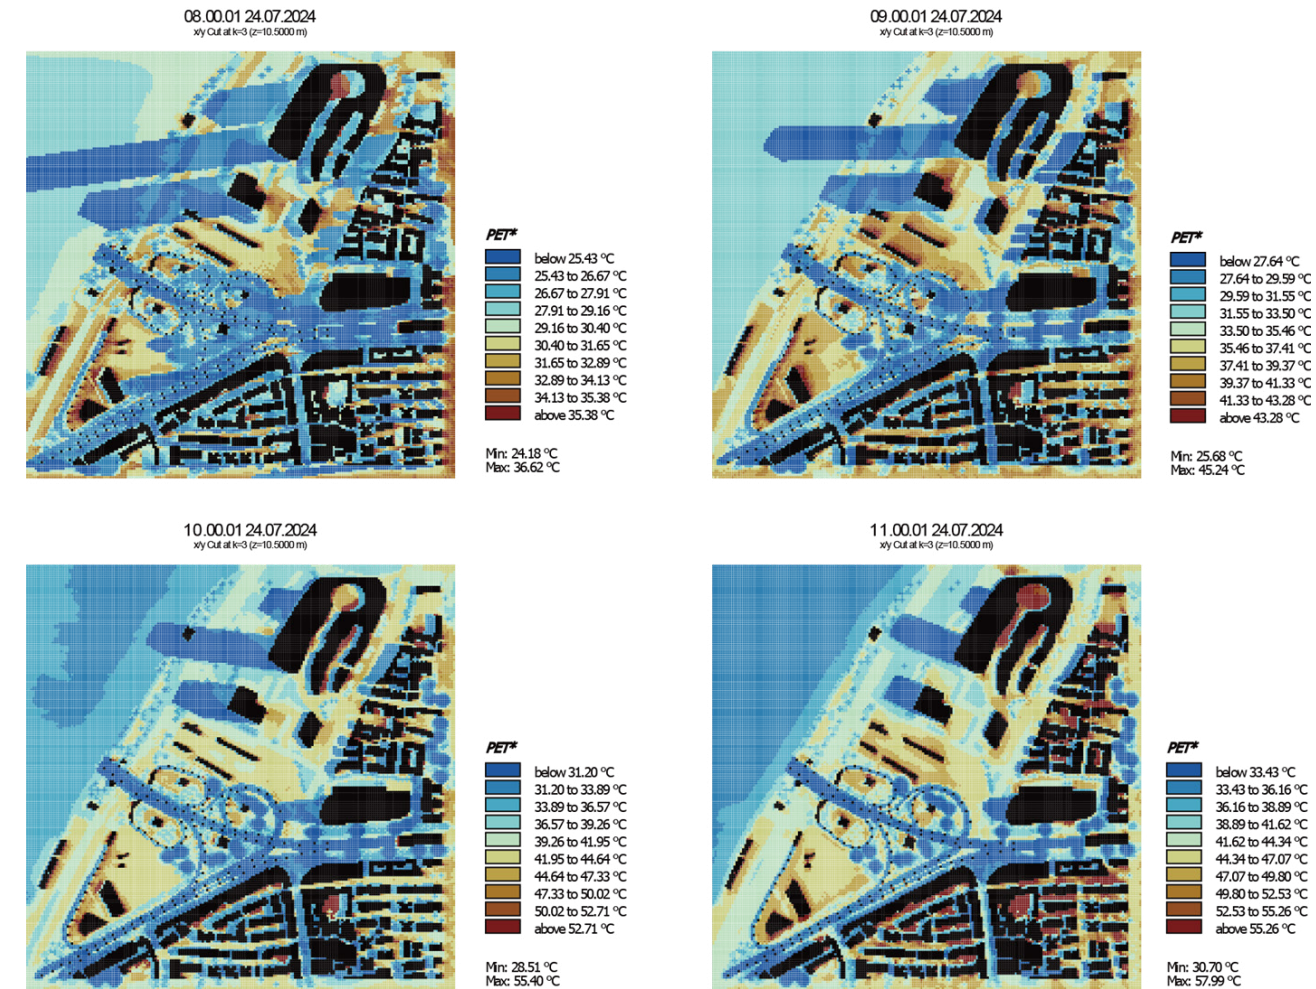 08.00.01 24.07.2024
x/y Cut at k=3 (z=10.5000 m)
PET*
below 25.43 °C
25.43 to 26.67 °C
26.67 to 27.91 °C
27.91 to 29.16 °C
29.16 to 30.40 °C
30.40 to 31.65 °C
31.65 to 32.89 °C
32.89 to 34.13 °C
34.13 to 35.38 °C
above 35.38 °C
Min: 24.18 °C
Max: 36.62 °C
09.00.01 24.07.2024
x/y Cut at k=3 (z=10.5000 m)
PET*
below 27.64 °C
27.64 to 29.59 °C
29.59 to 31.55 °C
31.55 to 33.50 °C
33.50 to 35.46 °C
35.46 to 37.41 °C
37.41 to 39.37 °C
39.37 to 41.33 °C
41.33 to 43.28 °C
above 43.28 °C
Min: 25.68 °C
Max: 45.24 °C
10.00.01 24.07.2024
x/y Cut at k=3 (z=10.5000 m)
PET*
below 31.20 °C
31.20 to 33.89 °C
33.89 to 36.57 °C
36.57 to 39.26 °C
39.26 to 41.95 °C
41.95 to 44.64 °C
44.64 to 47.33 °C
47.33 to 50.02 °C
50.02 to 52.71 °C
above 52.71 °C
Min: 28.51 °C
Max: 55.40 °C
11.00.01 24.07.2024
x/y Cut at k=3 (z=10.5000 m)
PET*
below 33.43 °C
33.43 to 36.16 °C
36.16 to 38.89 °C
38.89 to 41.62 °C
41.62 to 44.34 °C
44.34 to 47.07 °C
47.07 to 49.80 °C
49.80 to 52.53 °C
52.53 to 55.26 °C
above 55.26 °C
Min: 30.70 °C
Max: 57.99 °C